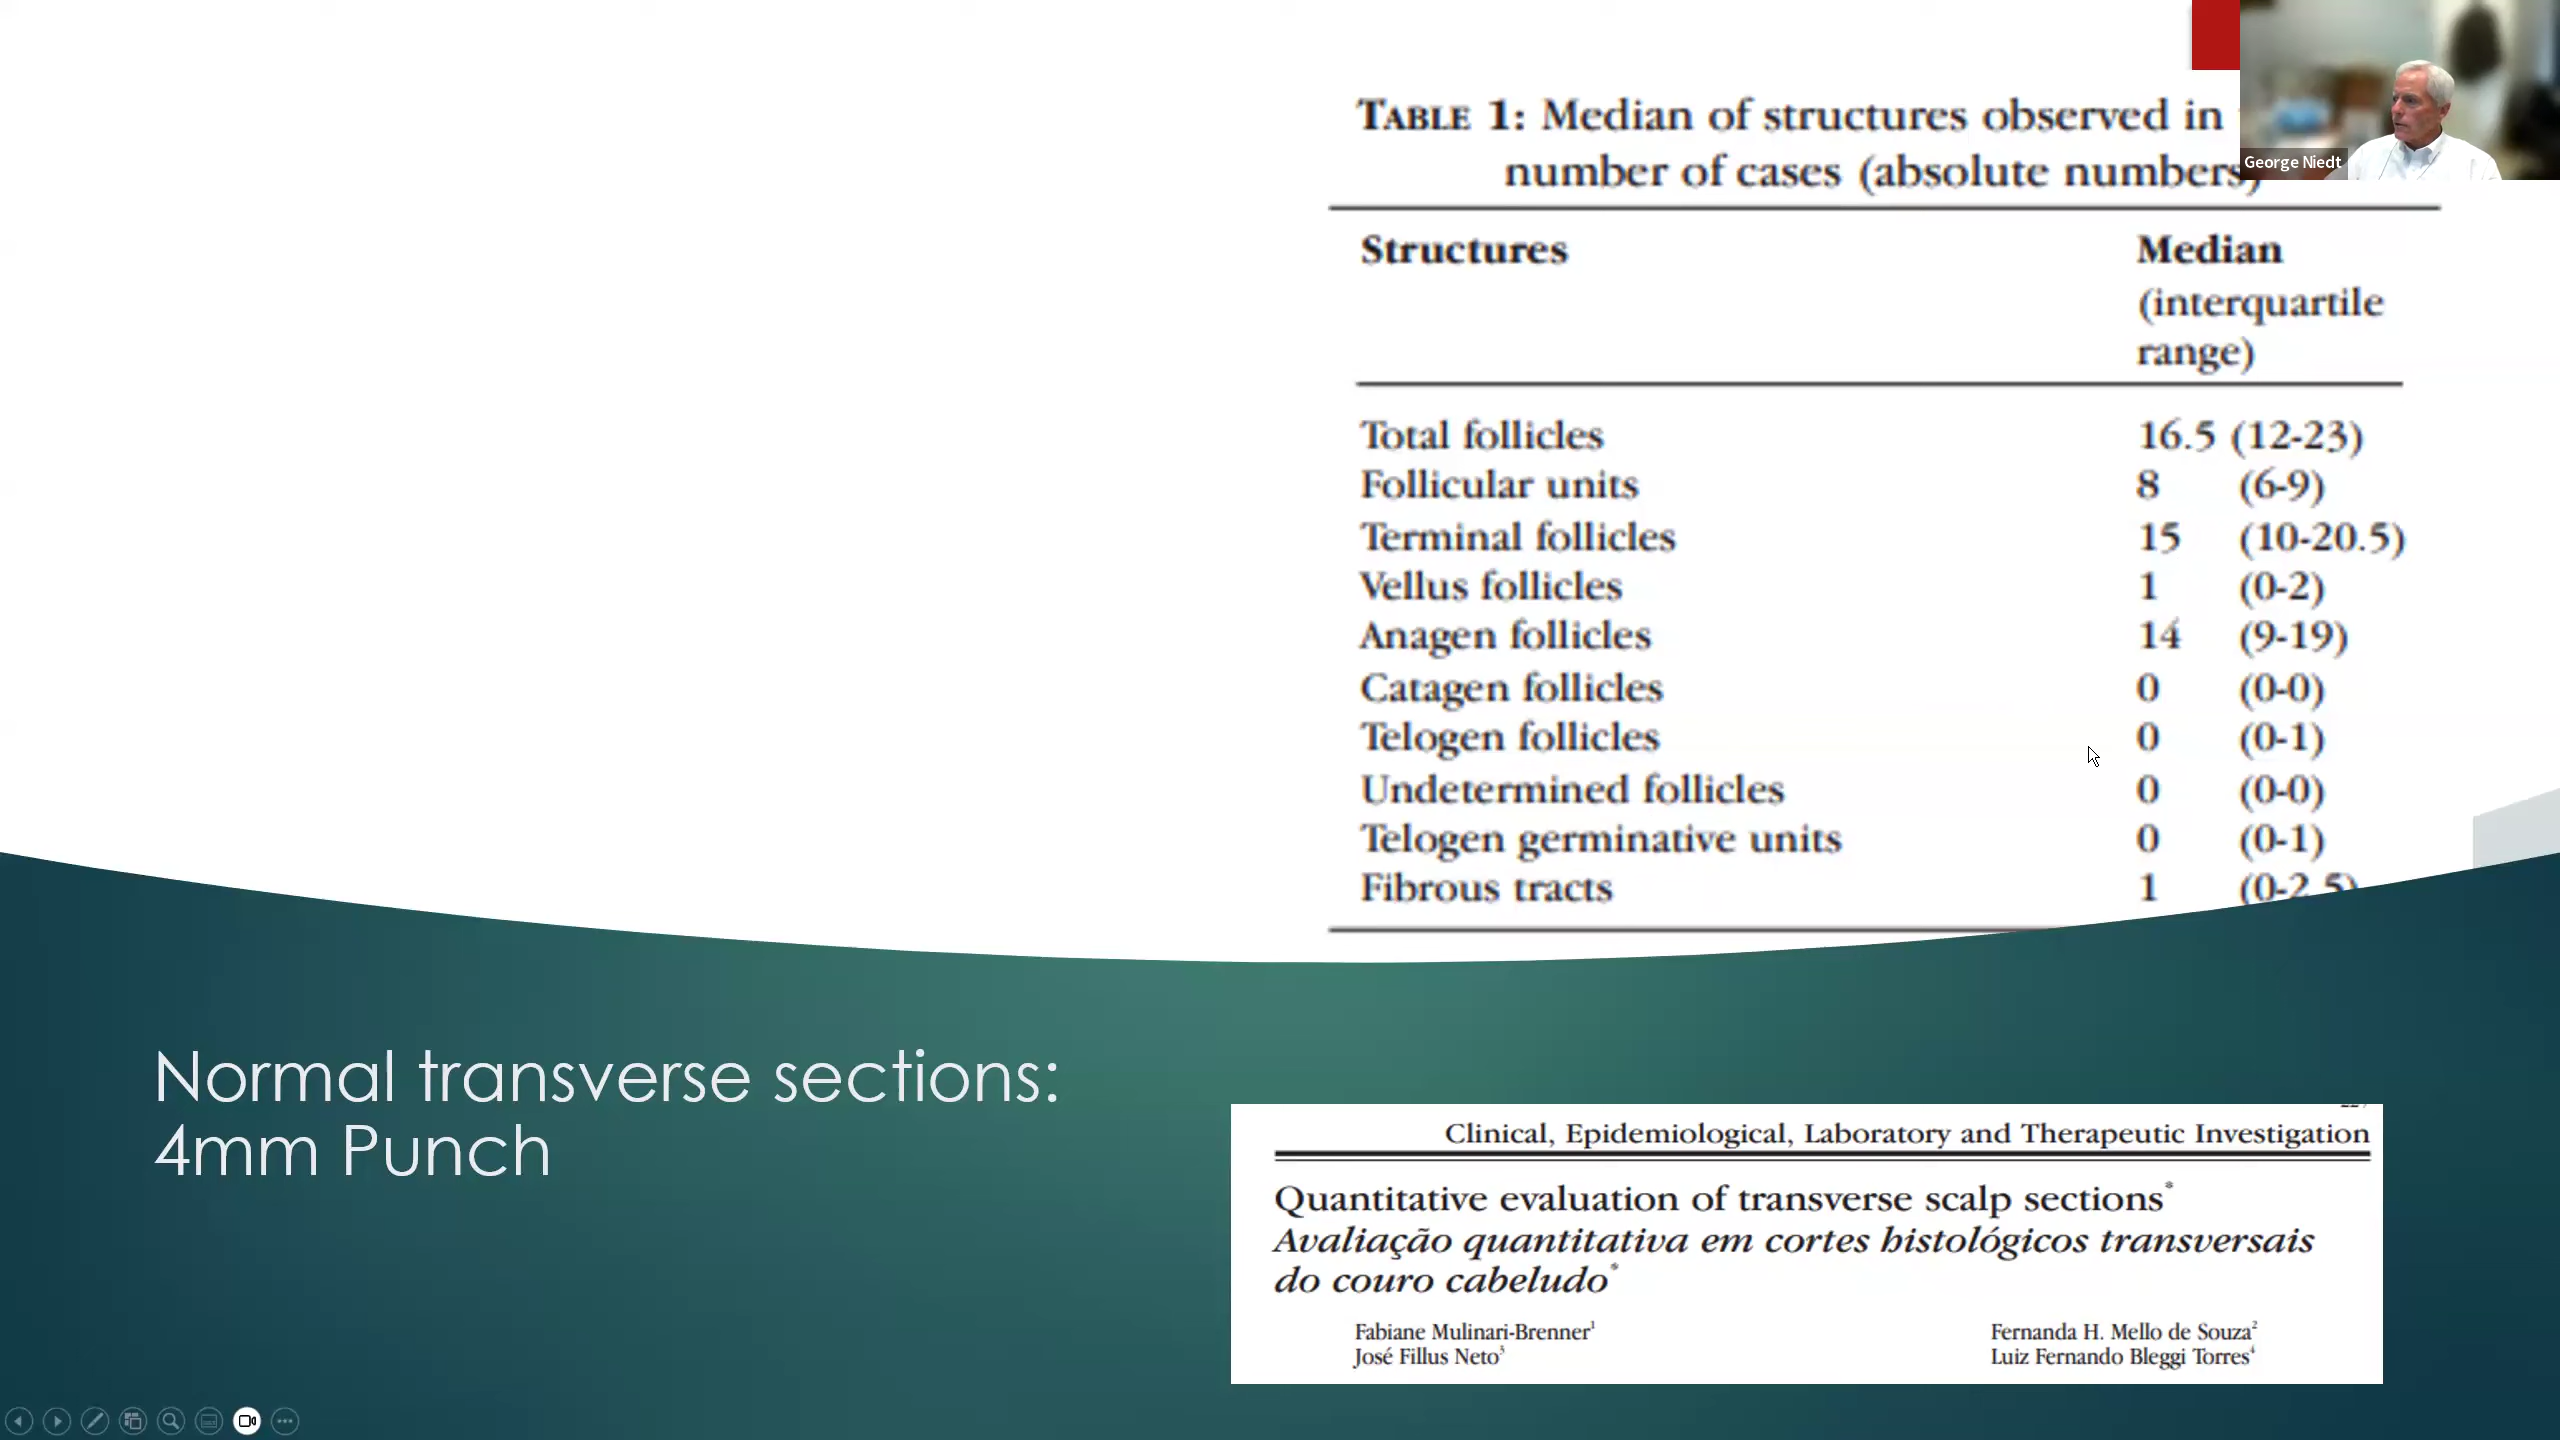 TABLE 1: Median of structures observed in
number of cases (absolute numbers)
George Niedt
Structures Median
(interquartile
range)
Total follicles 16.5 (12-23)
Follicular units 8 (6-9)
Terminal follicles 15 (10-20.5)
Vellus follicles 1 (0-2)
Anagen follicles 14 (9-19)
Catagen follicles 0 (0-0)
Telogen follicles 0 (0-1)
Undetermined follicles 0 (0-0)
Telogen germinative units 0 (0-1)
Fibrous tracts 1 (0-2.5)
Normal transverse sections:
4mm Punch
Clinical, Epidemiological, Laboratory and Therapeutic Investigation
Quantitative evaluation of transverse scalp sections*
Avaliação quantitativa em cortes histológicos transversais
do couro cabeludo*
Fabiane Mulinari-Brenner¹ Fernanda H. Mello de Souza²
José Fillus Neto³ Luiz Fernando Bleggi Torres⁴